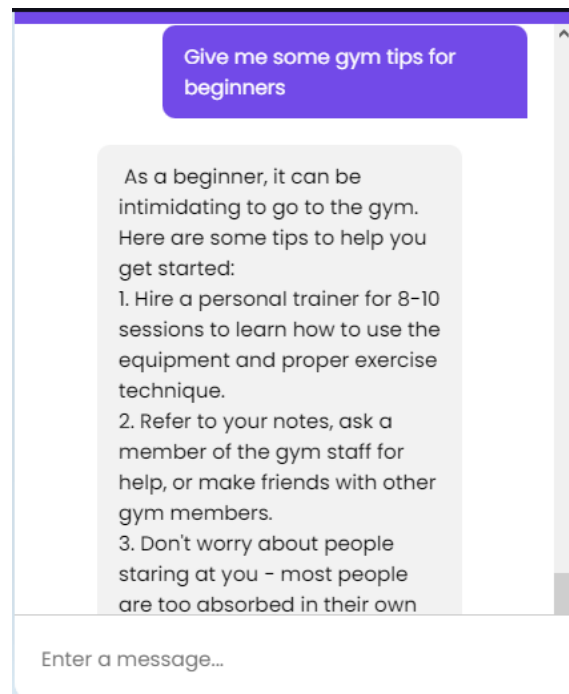 Give me some gym tips for
beginners
As a beginner, it can be
intimidating to go to the gym.
Here are some tips to help you
get started:
1. Hire a personal trainer for 8-10
sessions to learn how to use the
equipment and proper exercise
technique.
2. Refer to your notes, ask a
member of the gym staff for
help, or make friends with other
gym members.
3. Don't worry about people
staring at you - most people
are too absorbed in their own
Enter a message...